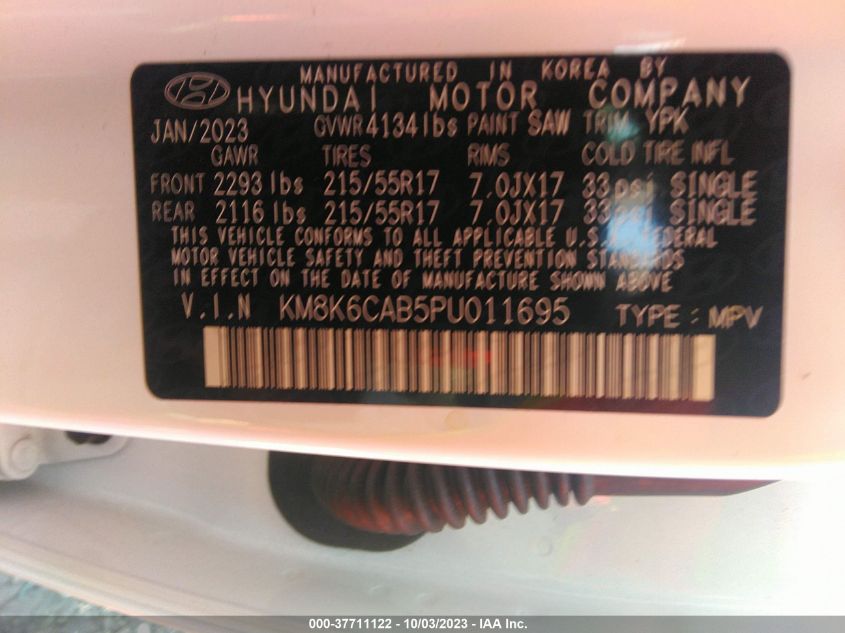 MANUFACTURED IN KOREA BY
HYUNDAI MOTOR COMPANY
JAN/2023 GVWR 4134 lbs PAINT SAW TRIM YPK
GAWR TIRES RIMS COLD TIRE INFL
FRONT 2293 lbs 215/55R17 7.0JX17 33 psi SINGLE
REAR 2116 lbs 215/55R17 7.0JX17 33 psi SINGLE
THIS VEHICLE CONFORMS TO ALL APPLICABLE U.S. FEDERAL
MOTOR VEHICLE SAFETY AND THEFT PREVENTION STANDARDS
IN EFFECT ON THE DATE OF MANUFACTURE SHOWN ABOVE
V.I.N KM8K6CAB5PU011695 TYPE : MPV
000-37711122 - 10/03/2023 - IAA Inc.